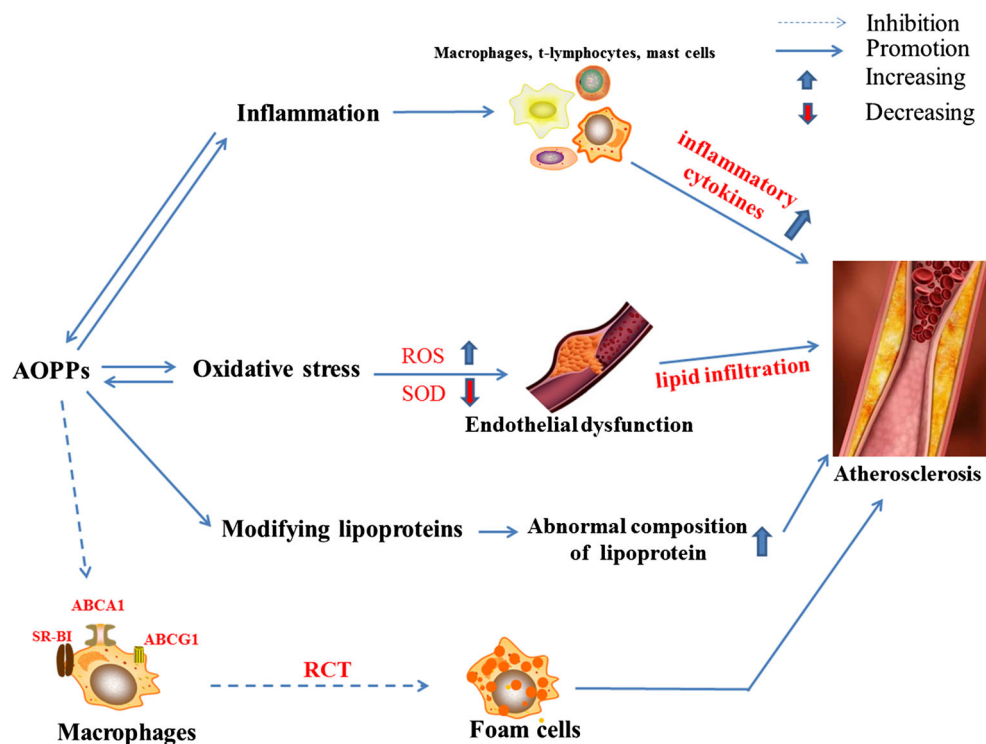 Inhibition
Promotion
Increasing
Decreasing
Macrophages, t-lymphocytes, mast cells
Inflammation
inflammatory
cytokines
AOPPs
Oxidative stress
ROS
SOD
Endothelial dysfunction
lipid infiltration
Atherosclerosis
Modifying lipoproteins
Abnormal composition
of lipoprotein
ABCA1
SR-BI
ABCG1
Macrophages
RCT
Foam cells